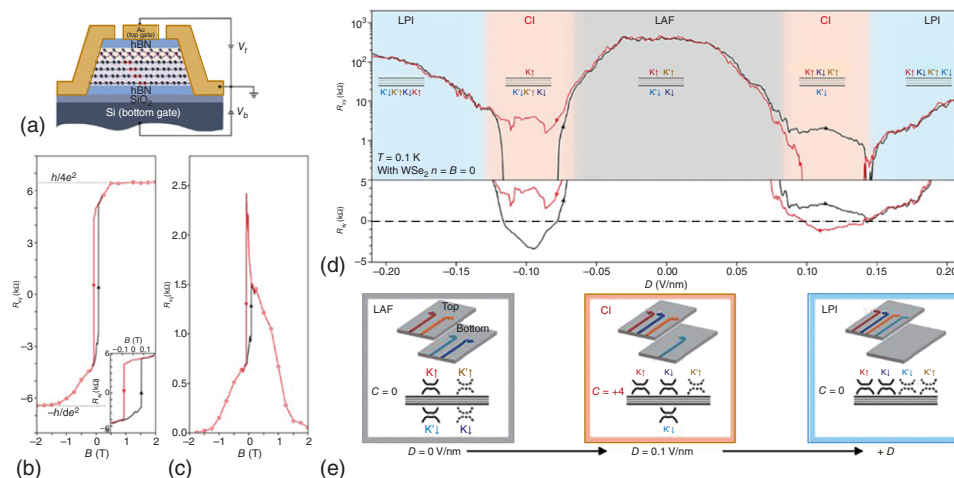 Au
(top gate)
hBN
hBN
SiO2
Si (bottom gate)
Vt
Vb
(a)
h/4e2
−h/de2
Rxy (kΩ)
6
3
0
−3
−6
−2 −1 0 1 2
B (T)
B (T)
−0.1 0 0.1
6
0
−6
(b)
Rxx (kΩ)
2.5
2.0
1.5
1.0
0.5
0.0
−2 −1 0 1 2
B (T)
(c)
LPI CI LAF CI LPI
10³
10²
10
1
K↑ K↑ K'↑ K↑ K↓ K'↑ K↑ K↓ K'↑ K'↓
K'↓K'↑K↓K↑ K'↓K'↑K↓ K'↓ K↓ K'↓
T = 0.1 K
With WSe2 n = B = 0
5
0
−5
−0.20 −0.15 −0.10 −0.05 0.00 0.05 0.10 0.15 0.20
D (V/nm)
(d)
LAF
Top
Bottom
K↑ K'↑
C = 0
K'↓ K↓
CI
K↑ K↓ K'↑
C = +4
K'↓
LPI
K↑ K↓ K'↓ K'↑
C = 0
D = 0 V/nm D = 0.1 V/nm + D
(e)